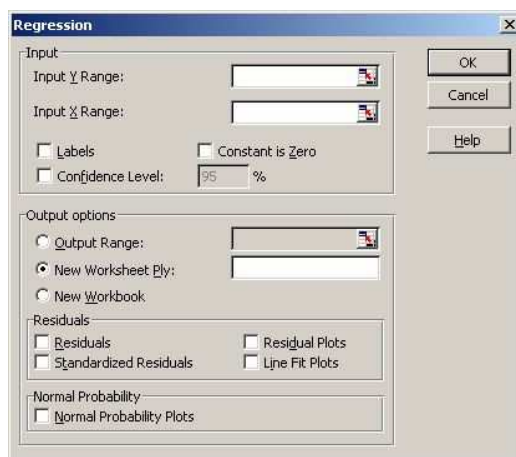 Regression
Input
Input Y Range:
Input X Range:
Labels
Constant is Zero
Confidence Level:
95
%
Output options
Output Range:
New Worksheet Ply:
New Workbook
Residuals
Residuals
Residual Plots
Standardized Residuals
Line Fit Plots
Normal Probability
Normal Probability Plots
OK
Cancel
Help